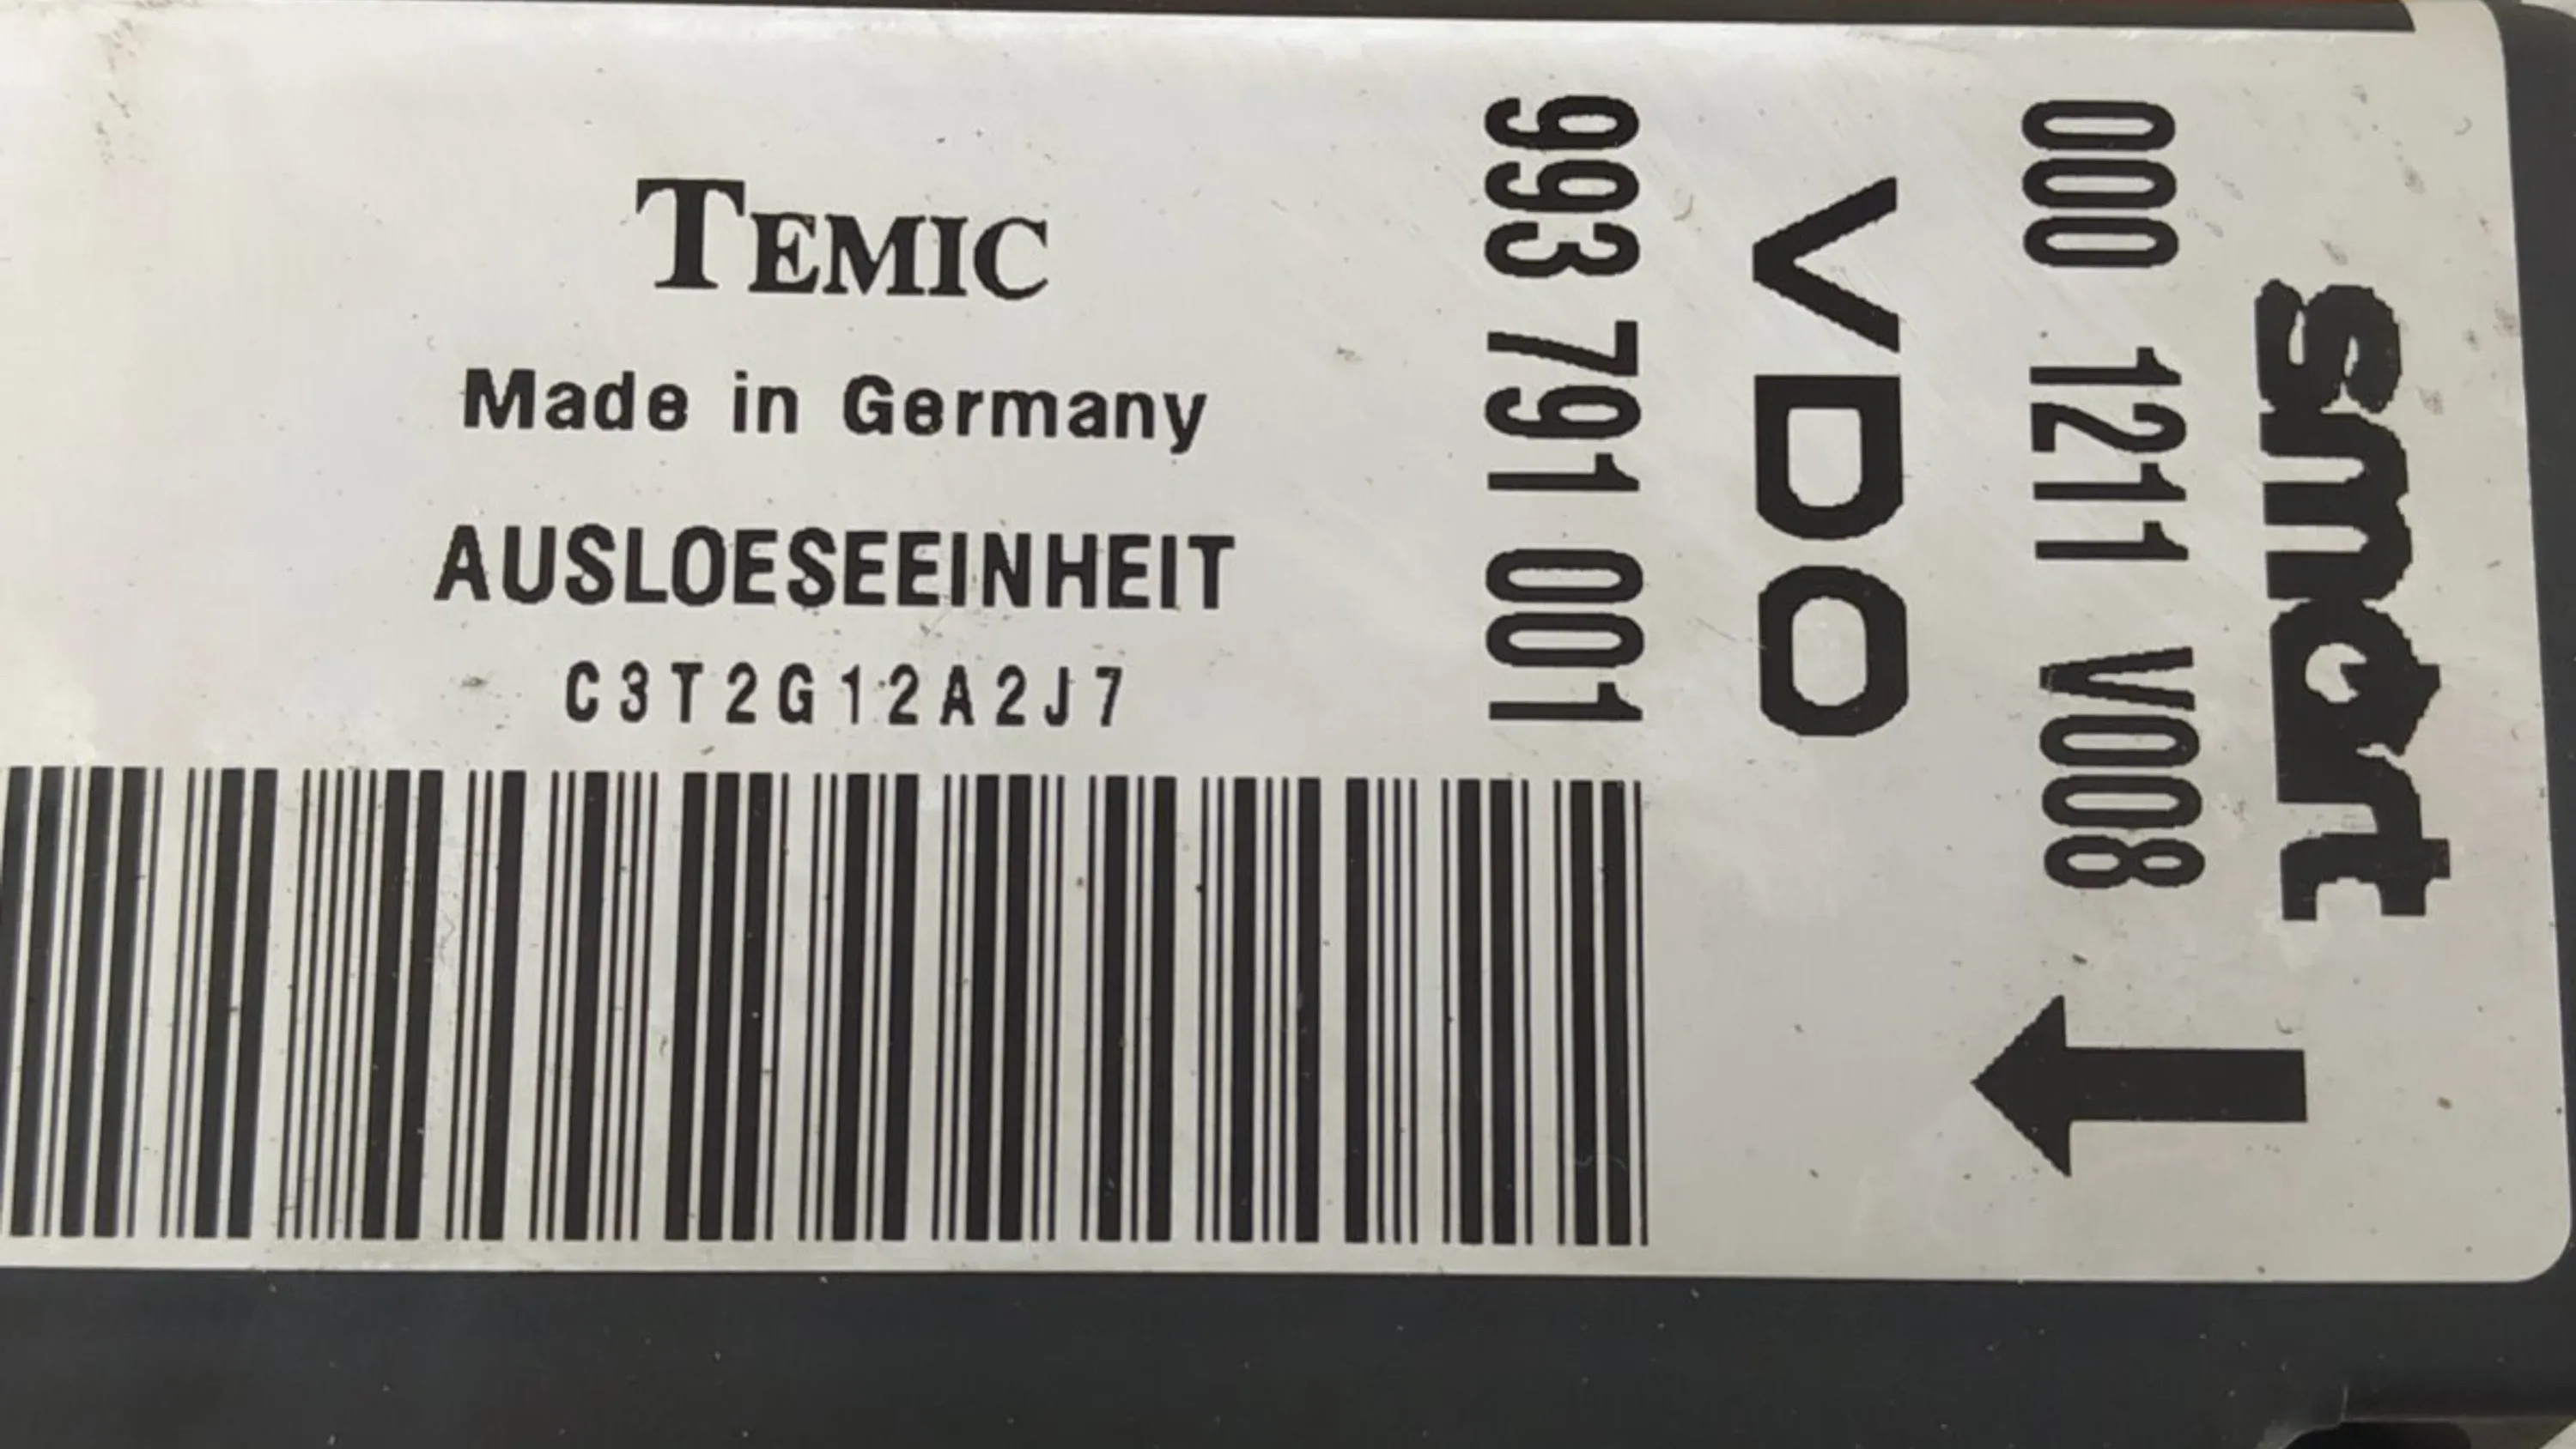 TEMIC
Made in Germany
AUSLOESEEINHEIT
C3T2G12A2J7
smart
000 1211 V008
VDO
993 791 001